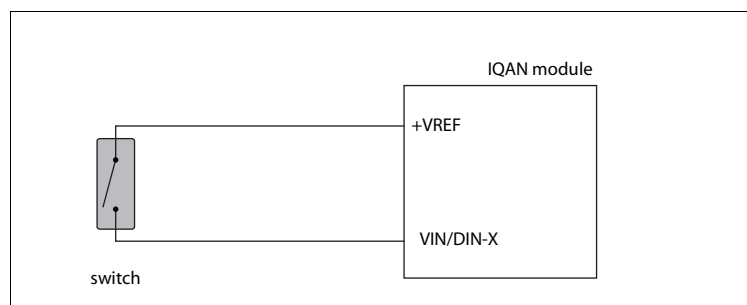 IQAN module
+VREF
VIN/DIN-X
switch